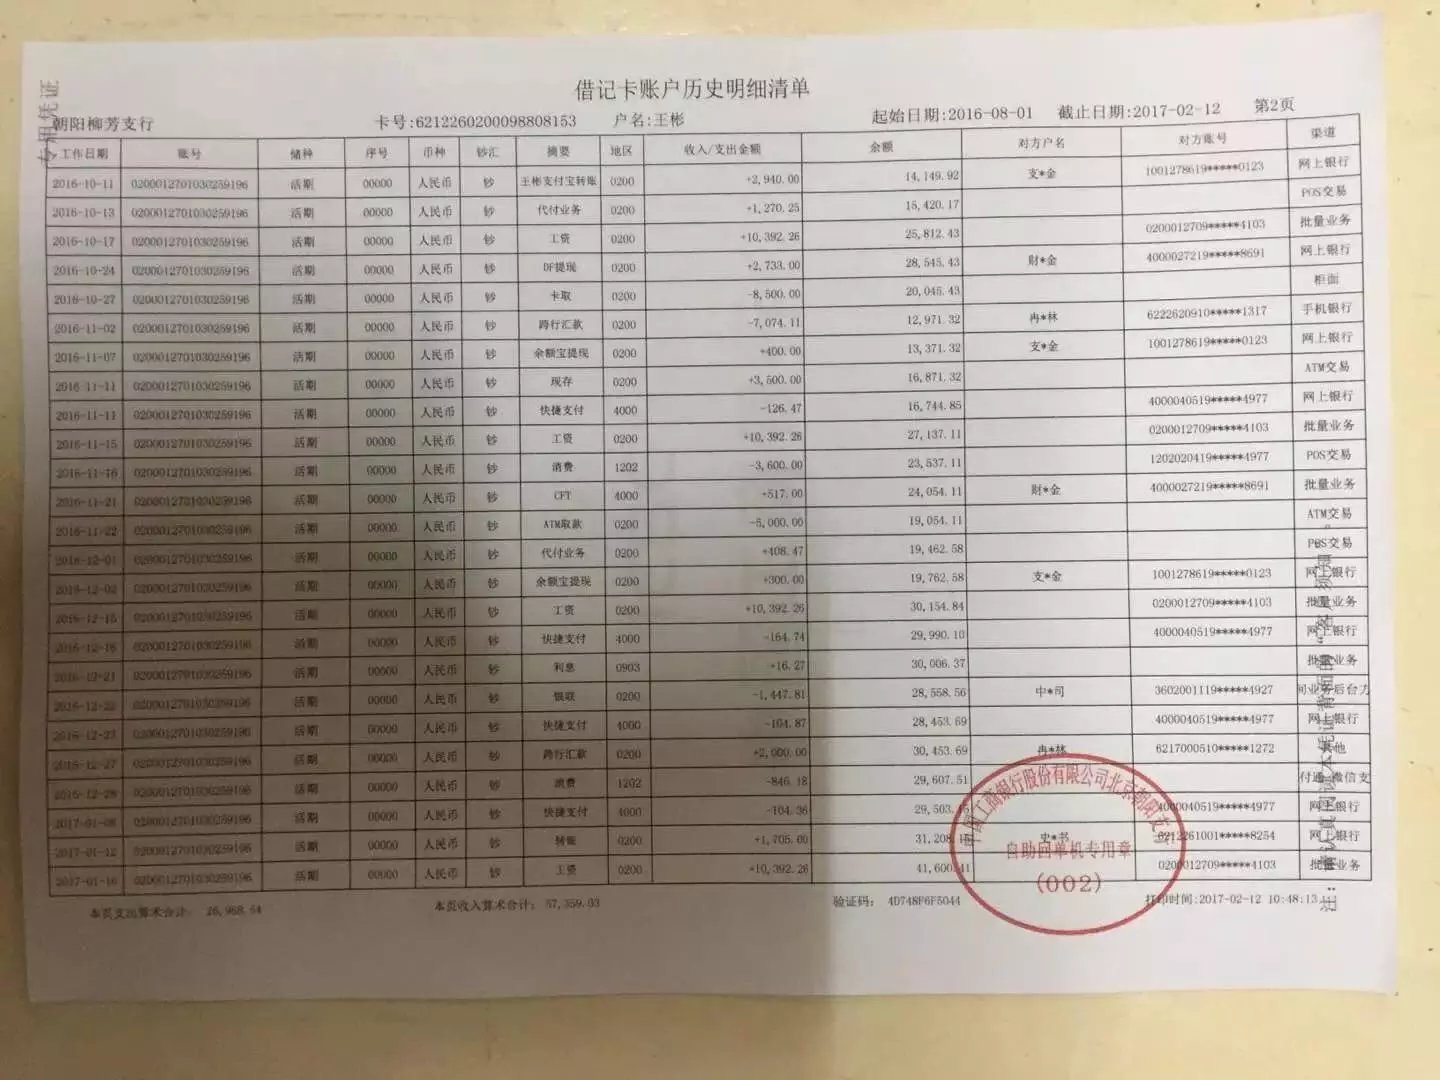 借记卡账户历史明细清单
朝阳柳芳支行 卡号:6212260200098808153 户名:王彬 起始日期:2016-08-01 截止日期:2017-02-12 第2页
工作日期 账号 储种 序号 币种 钞汇 摘要 地区 收入/支出金额 余额 对方户名 对方账号 渠道
2016-10-11 0200012701030259196 活期 00000 人民币 钞 王彬支付宝转账 0200 +2,940.00 14,149.92 支*金 1001278619*****0123 网上银行
2016-10-13 0200012701030259196 活期 00000 人民币 钞 代付业务 0200 +1,270.25 15,420.17 POS交易
2016-10-17 0200012701030259196 活期 00000 人民币 钞 工资 0200 +10,392.26 25,812.43 0200012709*****4103 批量业务
2016-10-24 0200012701030259196 活期 00000 人民币 钞 DF提现 0200 +2,733.00 28,545.43 财*金 4000027219*****8691 网上银行
2016-10-27 0200012701030259196 活期 00000 人民币 钞 卡取 0200 -8,500.00 20,045.43 柜面
2016-11-02 0200012701030259196 活期 00000 人民币 钞 跨行汇款 0200 -7,074.11 12,971.32 冉*林 6222620910*****1317 手机银行
2016-11-07 0200012701030259196 活期 00000 人民币 钞 余额宝提现 0200 +400.00 13,371.32 支*金 1001278619*****0123 网上银行
2016-11-11 0200012701030259196 活期 00000 人民币 钞 现存 0200 +3,500.00 16,871.32 ATM交易
2016-11-11 0200012701030259196 活期 00000 人民币 钞 快捷支付 4000 -126.47 16,744.85 4000040519*****4977 网上银行
2016-11-15 0200012701030259196 活期 00000 人民币 钞 工资 0200 +10,392.26 27,137.11 0200012709*****4103 批量业务
2016-11-16 0200012701030259196 活期 00000 人民币 钞 消费 1202 -3,600.00 23,537.11 1202020419*****4977 POS交易
2016-11-21 0200012701030259196 活期 00000 人民币 钞 CFT 4000 +517.00 24,054.11 财*金 4000027219*****8691 批量业务
2016-11-22 0200012701030259196 活期 00000 人民币 钞 ATM取款 0200 -5,000.00 19,054.11 ATM交易
2016-12-01 0200012701030259196 活期 00000 人民币 钞 代付业务 0200 +408.47 19,462.58 POS交易
2016-12-02 0200012701030259196 活期 00000 人民币 钞 余额宝提现 0200 +300.00 19,762.58 支*金 1001278619*****0123 网上银行
2016-12-15 0200012701030259196 活期 00000 人民币 钞 工资 0200 +10,392.26 30,154.84 0200012709*****4103 批量业务
2016-12-16 0200012701030259196 活期 00000 人民币 钞 快捷支付 4000 -164.74 29,990.10 4000040519*****4977 网上银行
2016-12-21 0200012701030259196 活期 00000 人民币 钞 利息 0903 +16.27 30,006.37 批量业务
2016-12-22 0200012701030259196 活期 00000 人民币 钞 银联 0200 -1,447.81 28,558.56 中*司 3602001119*****4927 间业务后台方
2016-12-23 0200012701030259196 活期 00000 人民币 钞 快捷支付 4000 -104.87 28,453.69 4000040519*****4977 网上银行
2016-12-27 0200012701030259196 活期 00000 人民币 钞 跨行汇款 0200 +2,000.00 30,453.69 冉*林 6217000510*****1272 其他
2016-12-28 0200012701030259196 活期 00000 人民币 钞 消费 1202 -846.18 29,607.51 付通 微信支
2017-01-08 0200012701030259196 活期 00000 人民币 钞 快捷支付 4000 -104.36 29,503.15 4000040519*****4977 网上银行
2017-01-12 0200012701030259196 活期 00000 人民币 钞 转账 0200 +1,705.00 31,208. 史*书 6212261001*****8254 网上银行
2017-01-16 0200012701030259196 活期 00000 人民币 钞 工资 0200 +10,392.26 41,600.41 0200012709*****4103 批量业务
本页支出算术合计: 26,968.54 本页收入算术合计: 57,359.03 验证码: 4D748F6F5044 打印时间:2017-02-12 10:48:13
中国工商银行股份有限公司北京朝阳支行
自助回单机专用章
(002)
专用凭证